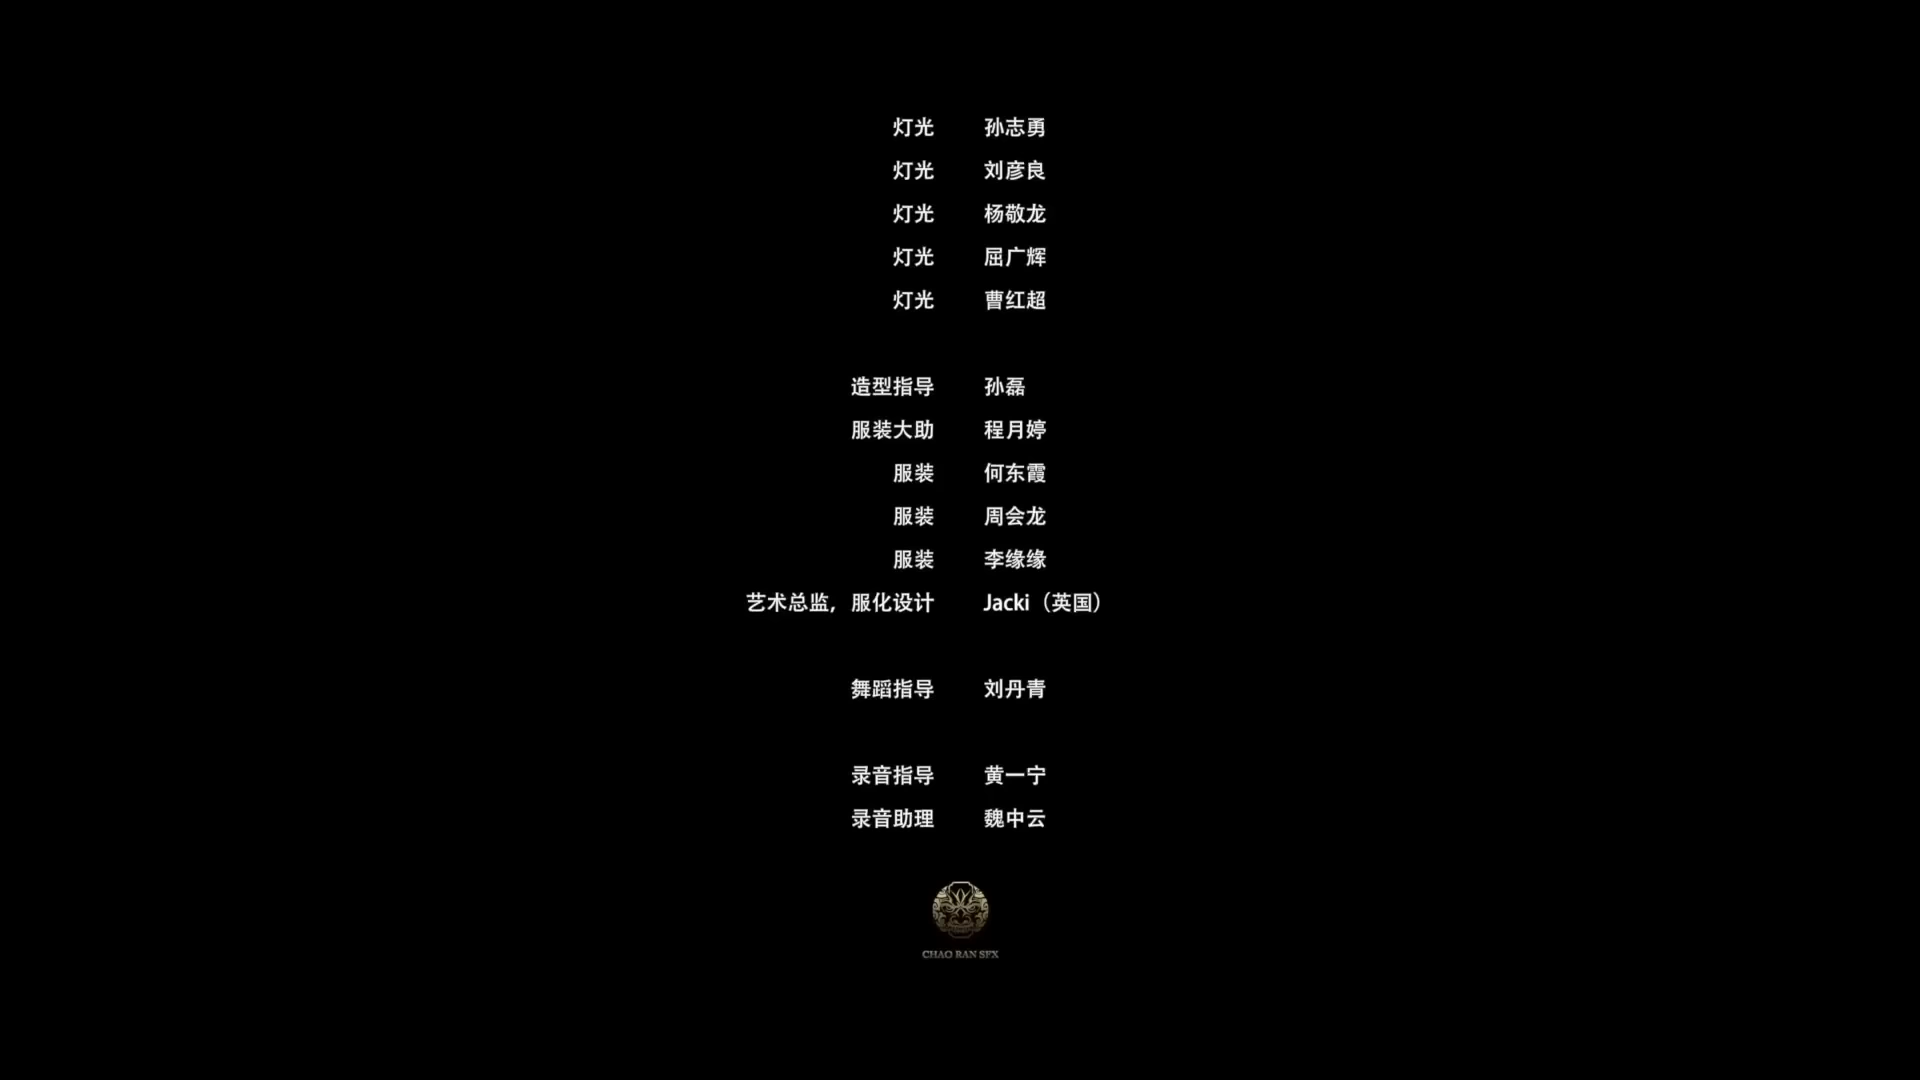 灯光 孙志勇
灯光 刘彦良
灯光 杨敬龙
灯光 屈广辉
灯光 曹红超
造型指导 孙磊
服装大助 程月婷
服装 何东霞
服装 周会龙
服装 李缘缘
艺术总监，服化设计 Jacki（英国）
舞蹈指导 刘丹青
录音指导 黄一宁
录音助理 魏中云
CHAO RAN SFX